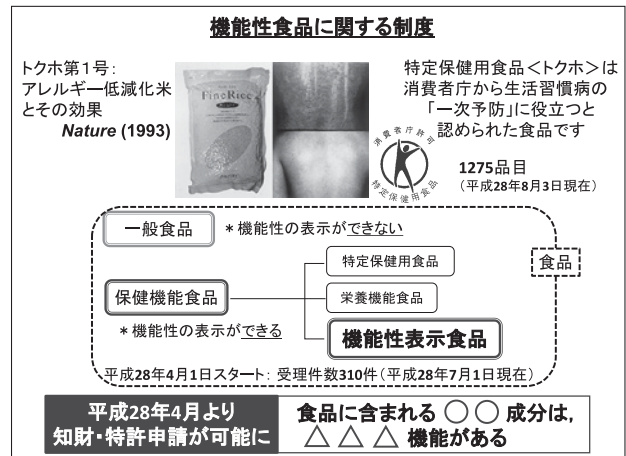 機能性食品に関する制度
トクホ第1号：
アレルギー低減化米
とその効果
Nature (1993)
FineRice
特定保健用食品＜トクホ＞は
消費者庁から生活習慣病の
「一次予防」に役立つと
認められた食品です
消費者庁許可
特定保健用食品
1275品目
（平成28年8月3日現在）
一般食品
＊機能性の表示ができない
食品
特定保健用食品
保健機能食品
栄養機能食品
＊機能性の表示ができる
機能性表示食品
平成28年4月1日スタート： 受理件数310件（平成28年7月1日現在）
平成28年4月より
知財・特許申請が可能に
食品に含まれる ○○ 成分は，
△△△ 機能がある